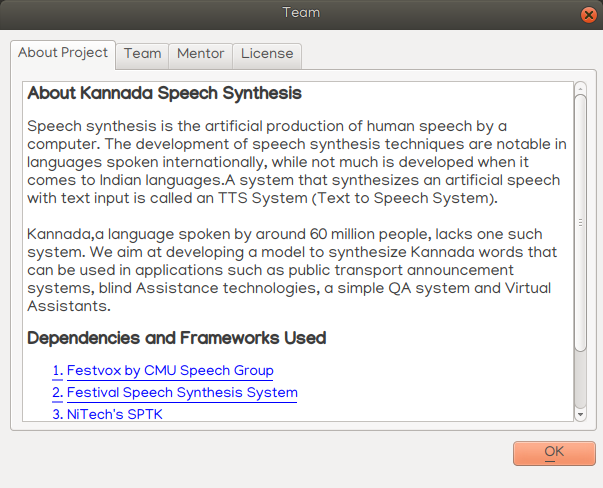 Team
About Project
Team
Mentor
License
About Kannada Speech Synthesis
Speech synthesis is the artificial production of human speech by a
computer. The development of speech synthesis techniques are notable in
languages spoken internationally, while not much is developed when it
comes to Indian languages.A system that synthesizes an artificial speech
with text input is called an TTS System (Text to Speech System).
Kannada,a language spoken by around 60 million people, lacks one such
system. We aim at developing a model to synthesize Kannada words that
can be used in applications such as public transport announcement
systems, blind Assistance technologies, a simple QA system and Virtual
Assistants.
Dependencies and Frameworks Used
1. Festvox by CMU Speech Group
2. Festival Speech Synthesis System
3. NiTech's SPTK
OK